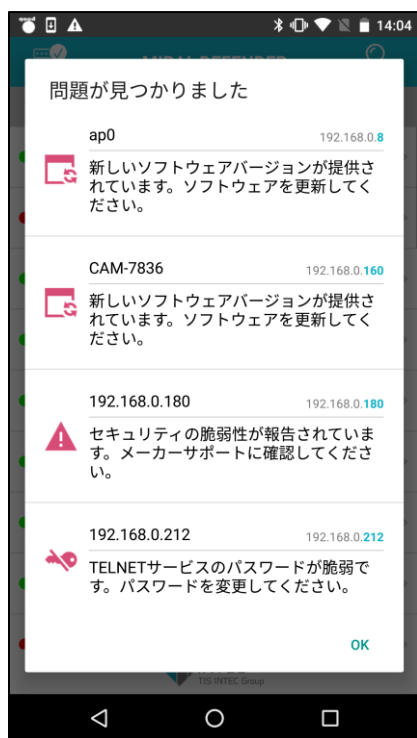 14:04
MIRAI DEFENDER
問題が見つかりました
ap0
192.168.0.8
新しいソフトウェアバージョンが提供さ
れています。ソフトウェアを更新してく
ださい。
CAM-7836
192.168.0.160
新しいソフトウェアバージョンが提供さ
れています。ソフトウェアを更新してく
ださい。
192.168.0.180
192.168.0.180
セキュリティの脆弱性が報告されていま
す。メーカーサポートに確認してくださ
い。
192.168.0.212
192.168.0.212
TELNETサービスのパスワードが脆弱で
す。パスワードを変更してください。
OK
TIS INTEC Group